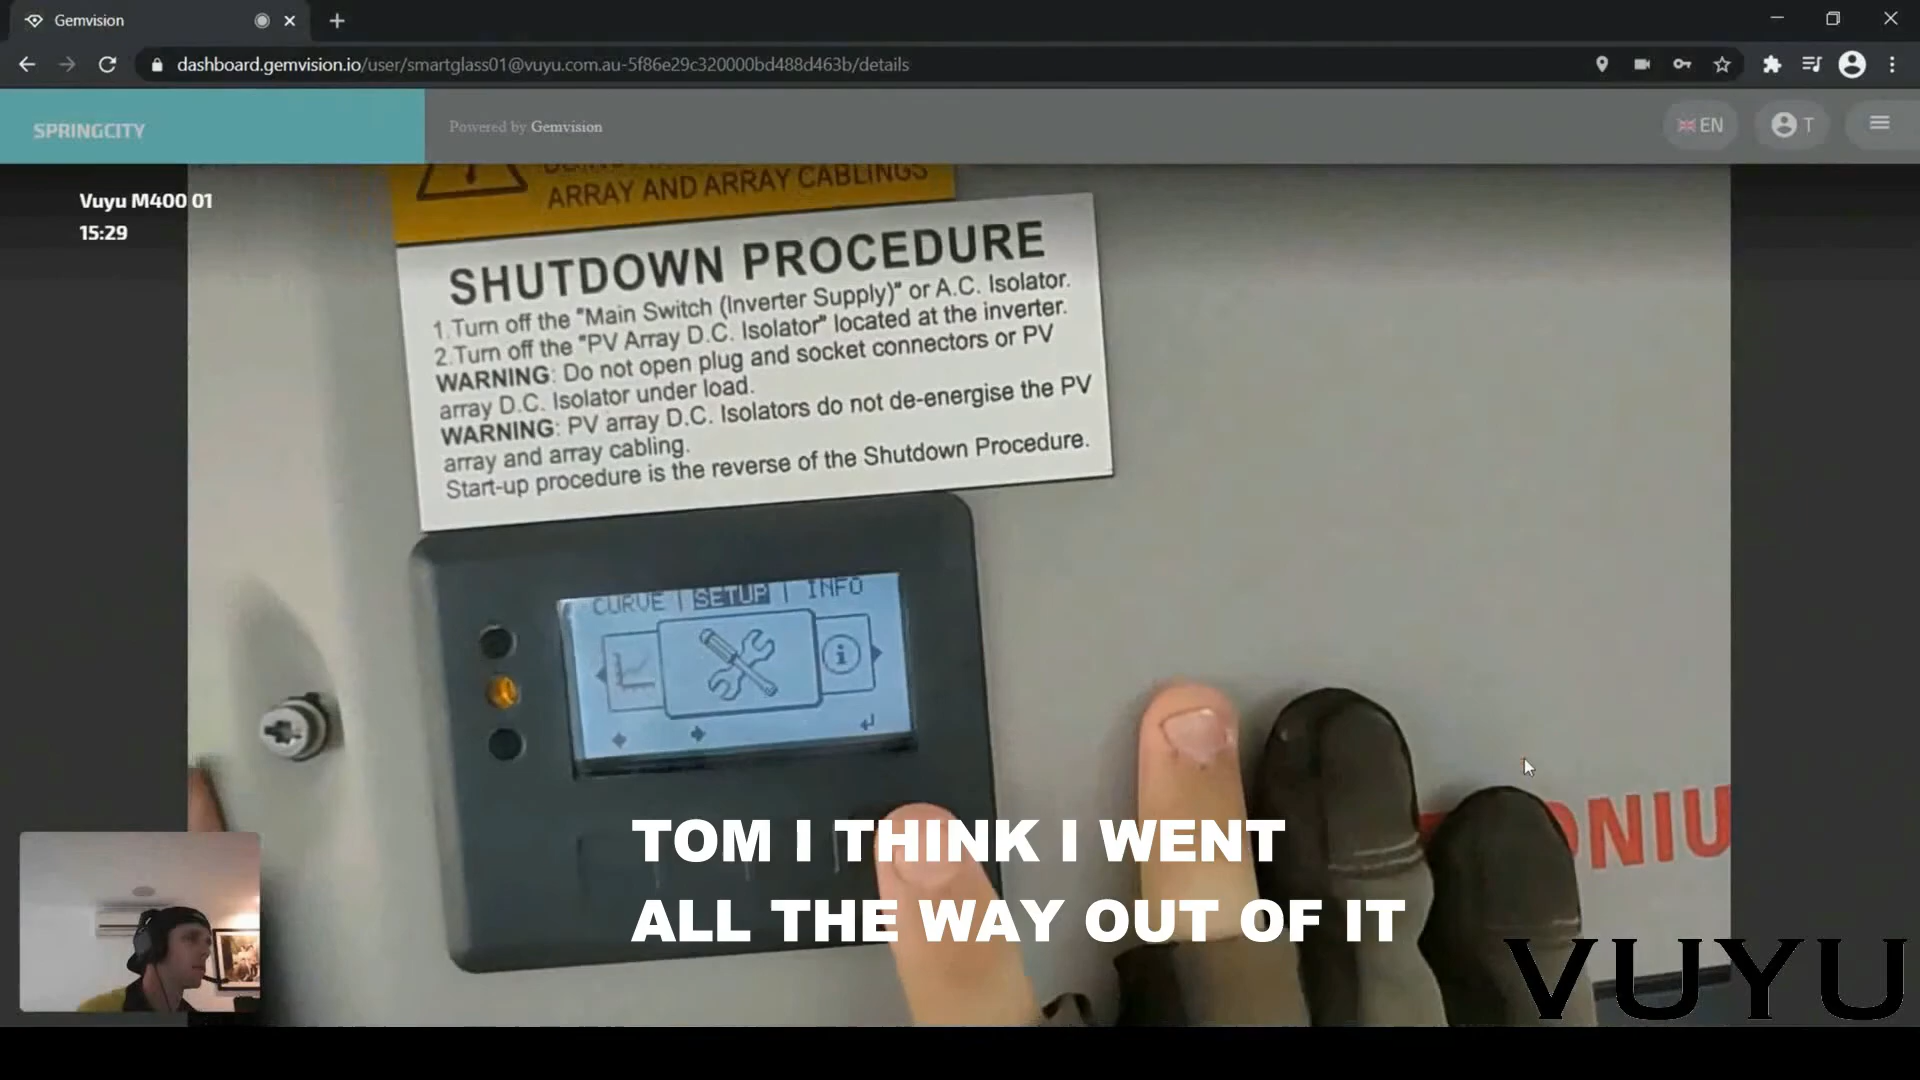 Gemvision
dashboard.gemvision.io/user/smartglass01@vuyu.com.au-5f86e29c320000bd488d463b/details
SPRINGCITY
Powered by Gemvision
EN
T
Vuyu M400 01
15:29
ARRAY AND ARRAY CABLINGS
SHUTDOWN PROCEDURE
1.Turn off the "Main Switch (Inverter Supply)" or A.C. Isolator.
2.Turn off the "PV Array D.C. Isolator" located at the inverter.
WARNING: Do not open plug and socket connectors or PV
array D.C. Isolator under load.
WARNING: PV array D.C. Isolators do not de-energise the PV
array and array cabling.
Start-up procedure is the reverse of the Shutdown Procedure.
CURVE | SETUP | INFO
TOM I THINK I WENT
ALL THE WAY OUT OF IT
VUYU